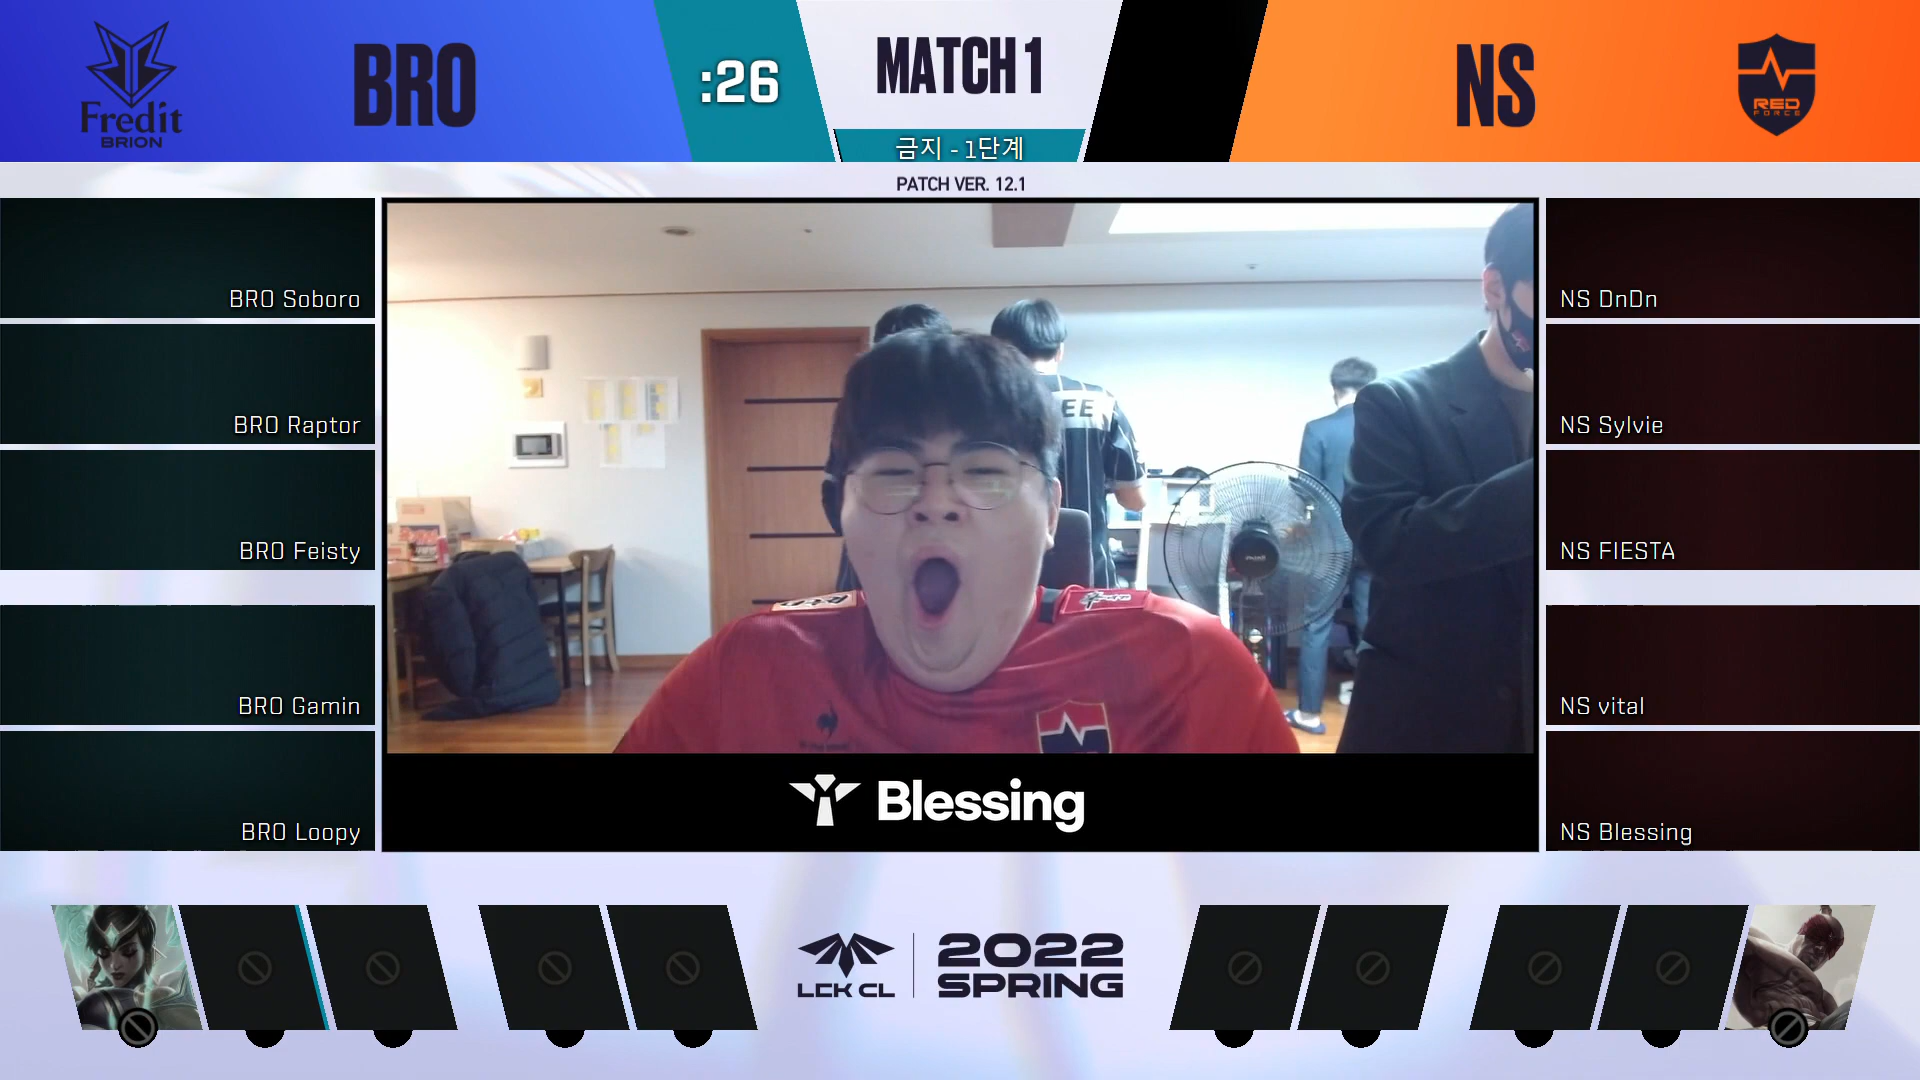 Fredit
BRION
BRO
:26
MATCH 1
금지 - 1단계
NS
RED
FORCE
PATCH VER. 12.1
BRO Soboro
BRO Raptor
BRO Feisty
BRO Gamin
BRO Loopy
EE
NS DnDn
NS Sylvie
NS FIESTA
NS vital
NS Blessing
Blessing
LCK CL
2022
SPRING